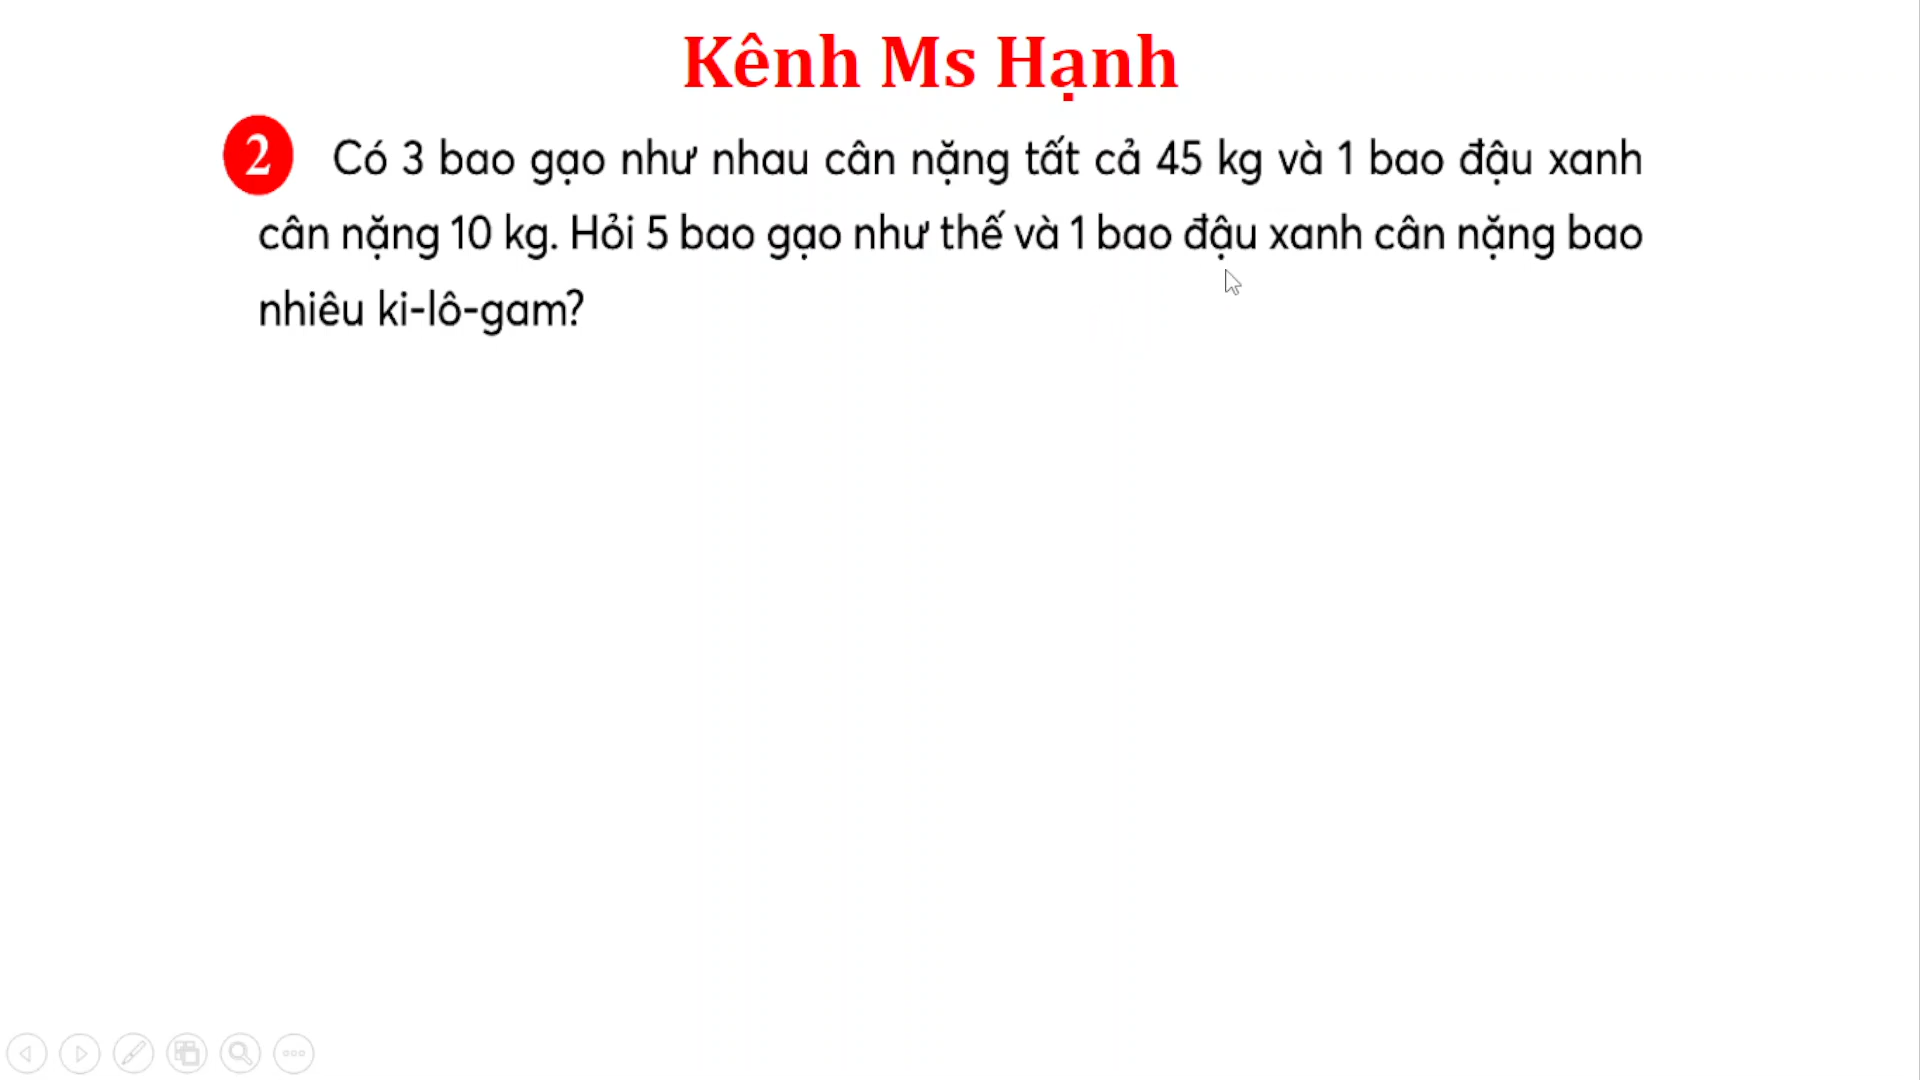 Kênh Ms Hạnh
2 Có 3 bao gạo như nhau cân nặng tất cả 45 kg và 1 bao đậu xanh
cân nặng 10 kg. Hỏi 5 bao gạo như thế và 1 bao đậu xanh cân nặng bao
nhiêu ki-lô-gam?